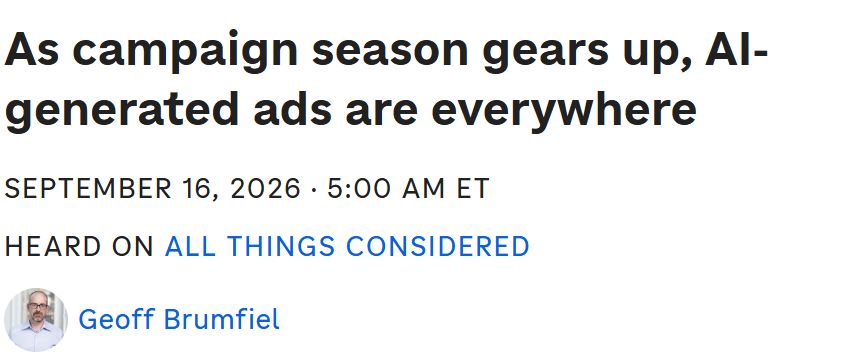 As campaign season gears up, AI-
generated ads are everywhere
SEPTEMBER 16, 2026 · 5:00 AM ET
HEARD ON ALL THINGS CONSIDERED
Geoff Brumfiel